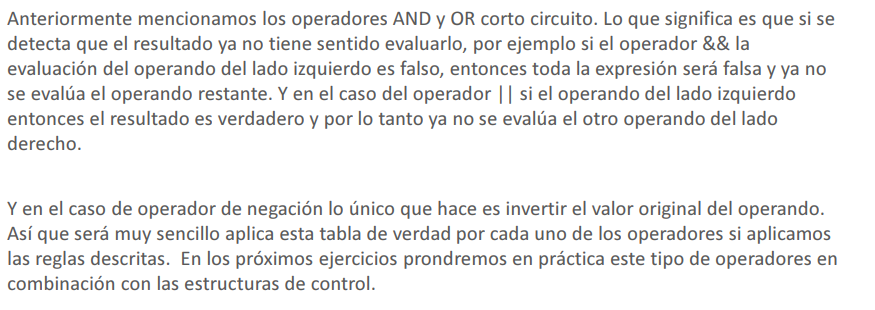 Anteriormente mencionamos los operadores AND y OR corto circuito. Lo que significa es que si se
detecta que el resultado ya no tiene sentido evaluarlo, por ejemplo si el operador && la
evaluación del operando del lado izquierdo es falso, entonces toda la expresión será falsa y ya no
se evalúa el operando restante. Y en el caso del operador || si el operando del lado izquierdo
entonces el resultado es verdadero y por lo tanto ya no se evalúa el otro operando del lado
derecho.
Y en el caso de operador de negación lo único que hace es invertir el valor original del operando.
Así que será muy sencillo aplica esta tabla de verdad por cada uno de los operadores si aplicamos
las reglas descritas. En los próximos ejercicios prondremos en práctica este tipo de operadores en
combinación con las estructuras de control.